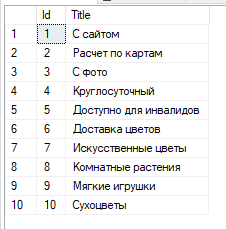 Id Title
1 1 С сайтом
2 2 Расчет по картам
3 3 С фото
4 4 Круглосуточный
5 5 Доступно для инвалидов
6 6 Доставка цветов
7 7 Искусственные цветы
8 8 Комнатные растения
9 9 Мягкие игрушки
10 10 Сухоцветы